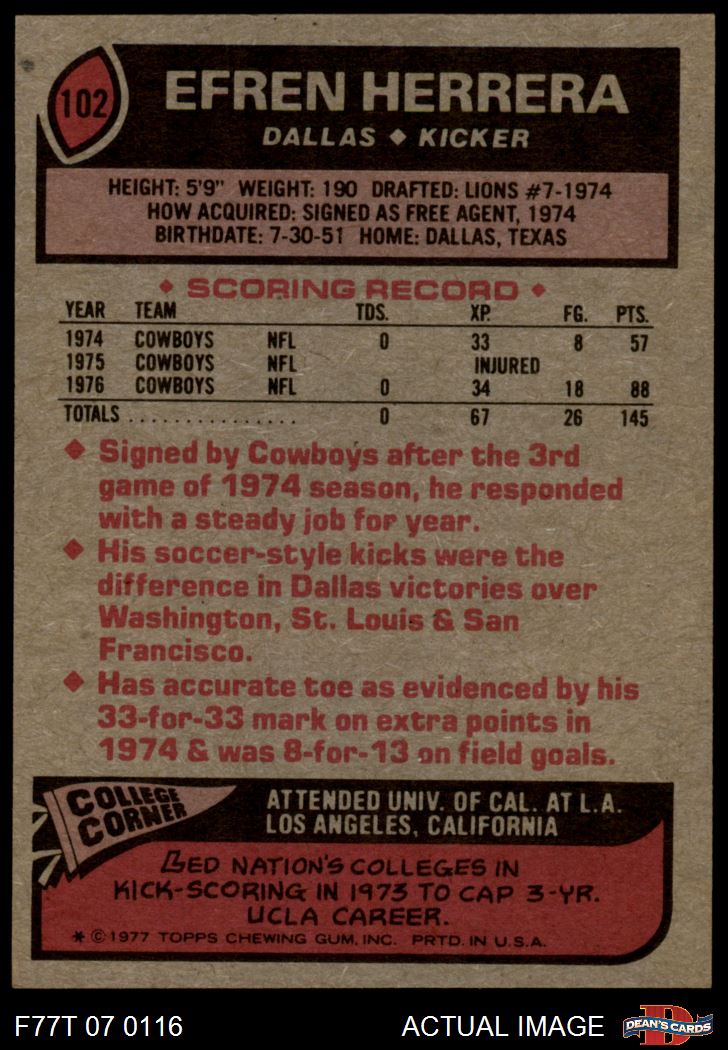 102
EFREN HERRERA
DALLAS ♦ KICKER
HEIGHT: 5'9" WEIGHT: 190 DRAFTED: LIONS #7-1974
HOW ACQUIRED: SIGNED AS FREE AGENT, 1974
BIRTHDATE: 7-30-51 HOME: DALLAS, TEXAS
♦ SCORING RECORD ♦
YEAR TEAM TDS. XP. FG. PTS.
1974 COWBOYS NFL 0 33 8 57
1975 COWBOYS NFL INJURED
1976 COWBOYS NFL 0 34 18 88
TOTALS ................ 0 67 26 145
♦ Signed by Cowboys after the 3rd
game of 1974 season, he responded
with a steady job for year.
♦ His soccer-style kicks were the
difference in Dallas victories over
Washington, St. Louis & San
Francisco.
♦ Has accurate toe as evidenced by his
33-for-33 mark on extra points in
1974 & was 8-for-13 on field goals.
COLLEGE
CORNER
ATTENDED UNIV. OF CAL. AT L.A.
LOS ANGELES, CALIFORNIA
LED NATION'S COLLEGES IN
KICK-SCORING IN 1973 TO CAP 3-YR.
UCLA CAREER.
* © 1977 TOPPS CHEWING GUM, INC. PRTD. IN U.S.A.
F77T 07 0116 ACTUAL IMAGE
D
DEAN'S CARDS